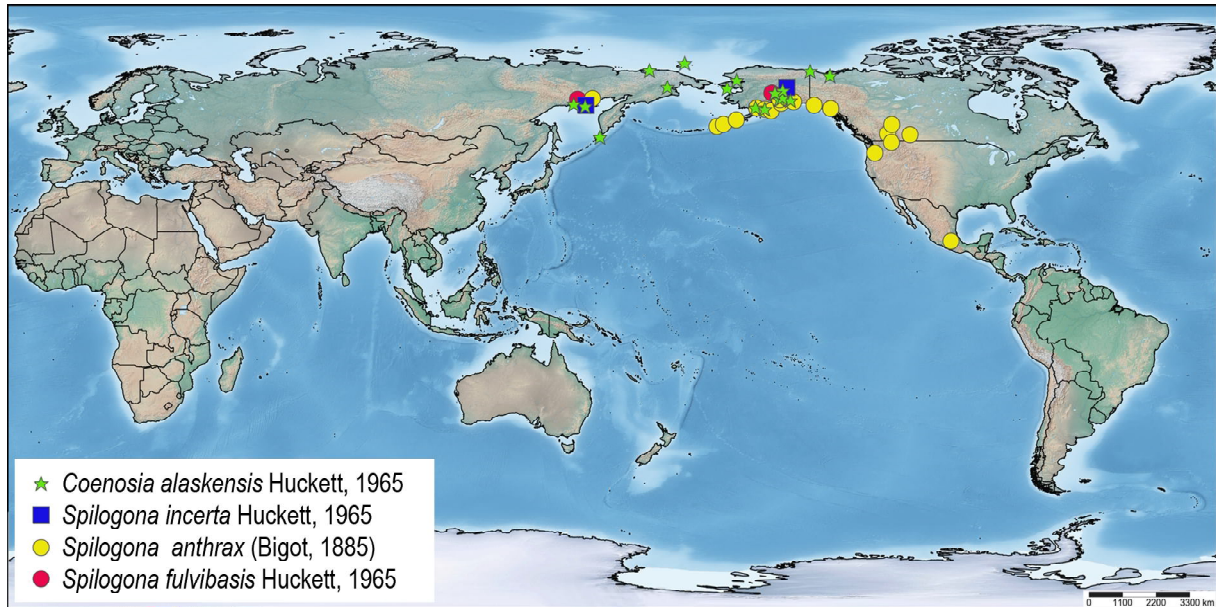 Coenosia alaskensis Huckett, 1965
Spilogona incerta Huckett, 1965
Spilogona anthrax (Bigot, 1885)
Spilogona fulvibasis Huckett, 1965
0 1100 2200 3300 km